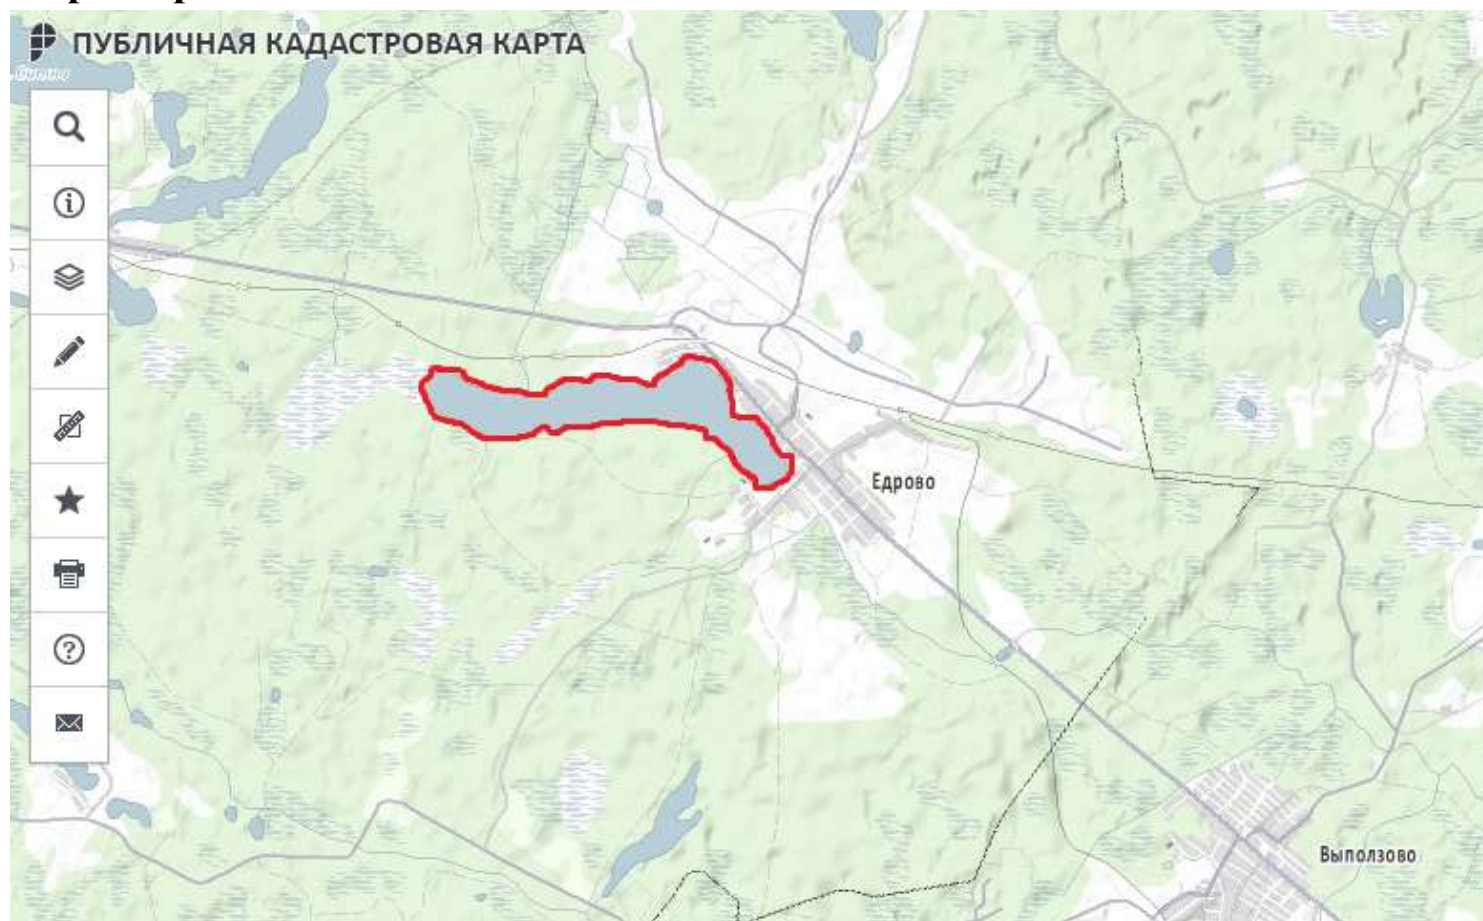 ПУБЛИЧНАЯ КАДАСТРОВАЯ КАРТА
Едрово
Выползово